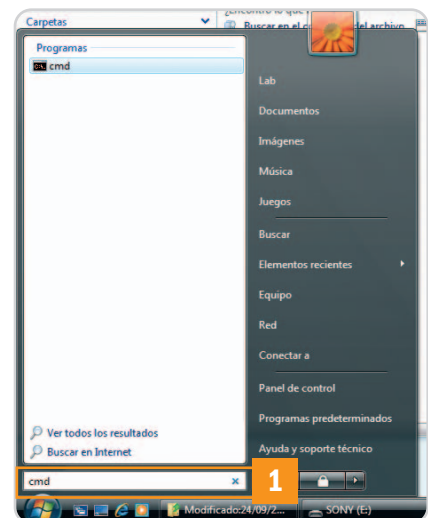 Carpetas
Buscar en el
del archivo
Programas
cmd
Lab
Documentos
Imágenes
Música
Juegos
Buscar
Elementos recientes
Equipo
Red
Conectar a
Panel de control
Programas predeterminados
Ayuda y soporte técnico
Ver todos los resultados
Buscar en Internet
cmd
1
Modificado:24/09/2...
SONY (E:)